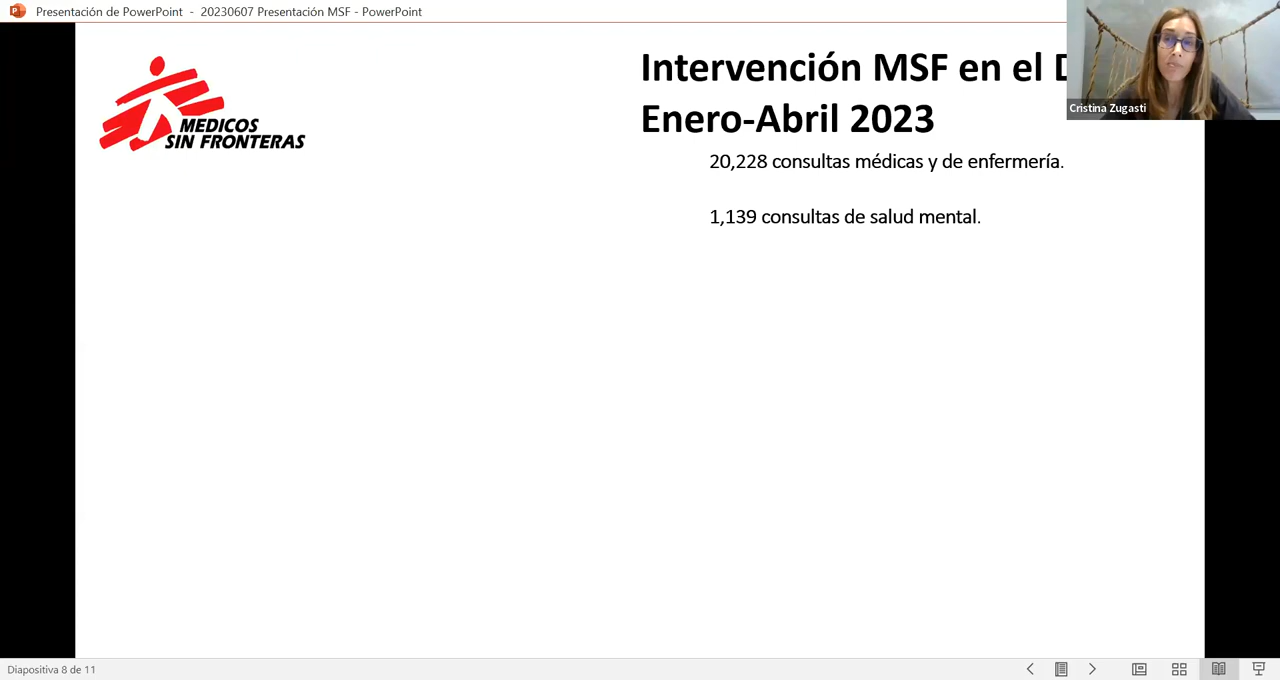 Presentación de PowerPoint - 20230607 Presentación MSF - PowerPoint
MEDICOS
SIN FRONTERAS
Intervención MSF en el
Enero-Abril 2023
20,228 consultas médicas y de enfermería.
1,139 consultas de salud mental.
Cristina Zugasti
Diapositiva 8 de 11